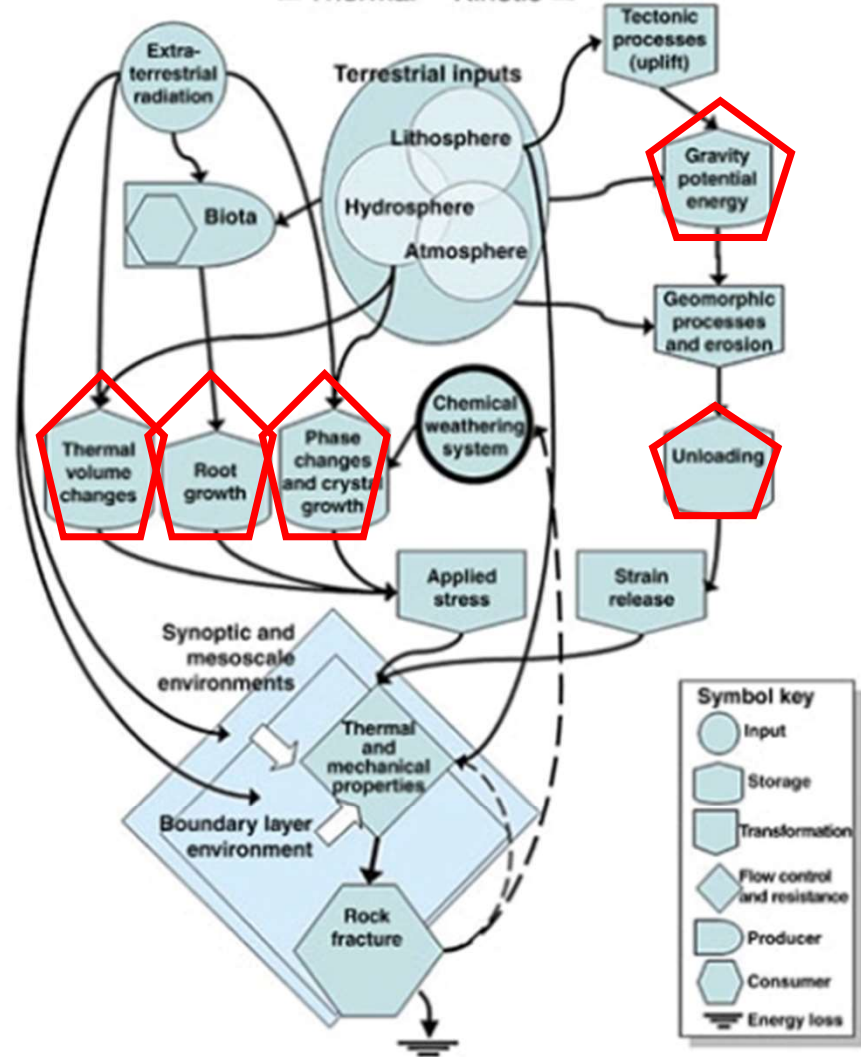 Tectonic
processes
(uplift)
Extra-
terrestrial
radiation
Terrestrial inputs
Lithosphere
Hydrosphere
Atmosphere
Gravity
potential
energy
Biota
Geomorphic
processes
and erosion
Chemical
weathering
system
Thermal
volume
changes
Root
growth
Phase
changes
and crystal
growth
Unloading
Applied
stress
Strain
release
Synoptic and
mesoscale
environments
Thermal
and
mechanical
properties
Boundary layer
environment
Rock
fracture
Symbol key
Input
Storage
Transformation
Flow control
and resistance
Producer
Consumer
Energy loss